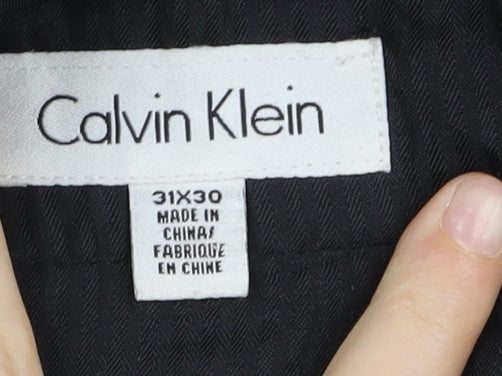 Calvin Klein
31X30
MADE IN
CHINA/
FABRIQUE
EN CHINE